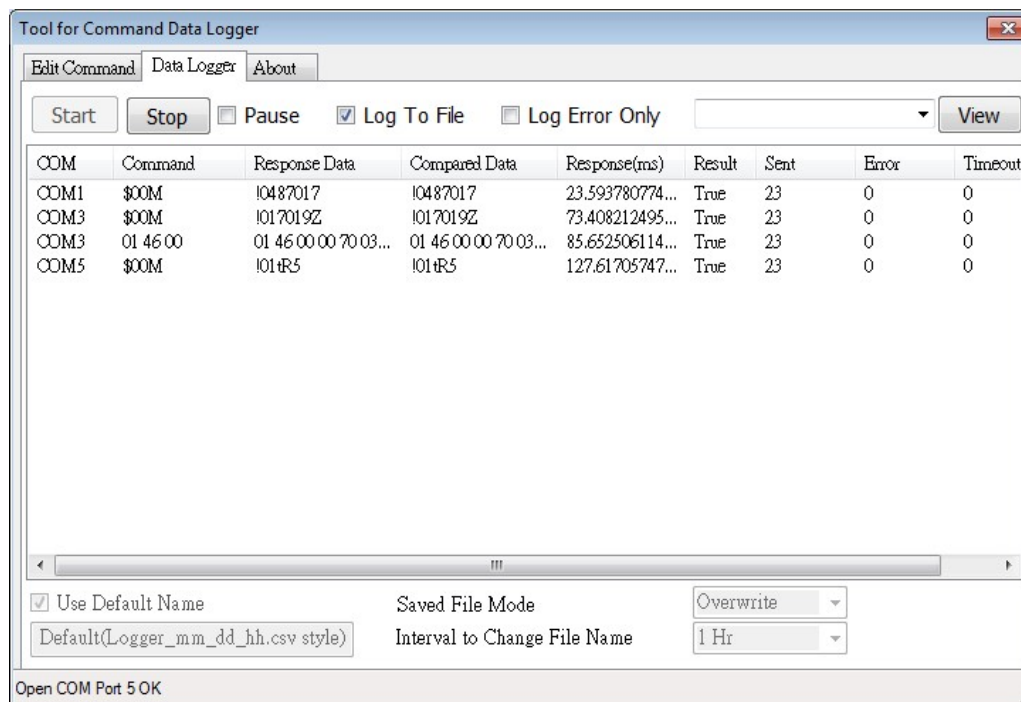 Tool for Command Data Logger
Edit Command Data Logger About
Start Stop Pause Log To File Log Error Only View
COM Command Response Data Compared Data Response(ms) Result Sent Error Timeout
COM1 $00M !0487017 !0487017 23.593780774... True 23 0 0
COM3 $00M !017019Z !017019Z 73.408212495... True 23 0 0
COM3 01 46 00 01 46 00 00 70 03... 01 46 00 00 70 03... 85.652506114... True 23 0 0
COM5 $00M !01tR5 !01tR5 127.61705747... True 23 0 0
Use Default Name Saved File Mode Overwrite
Default(Logger_mm_dd_hh.csv style) Interval to Change File Name 1 Hr
Open COM Port 5 OK